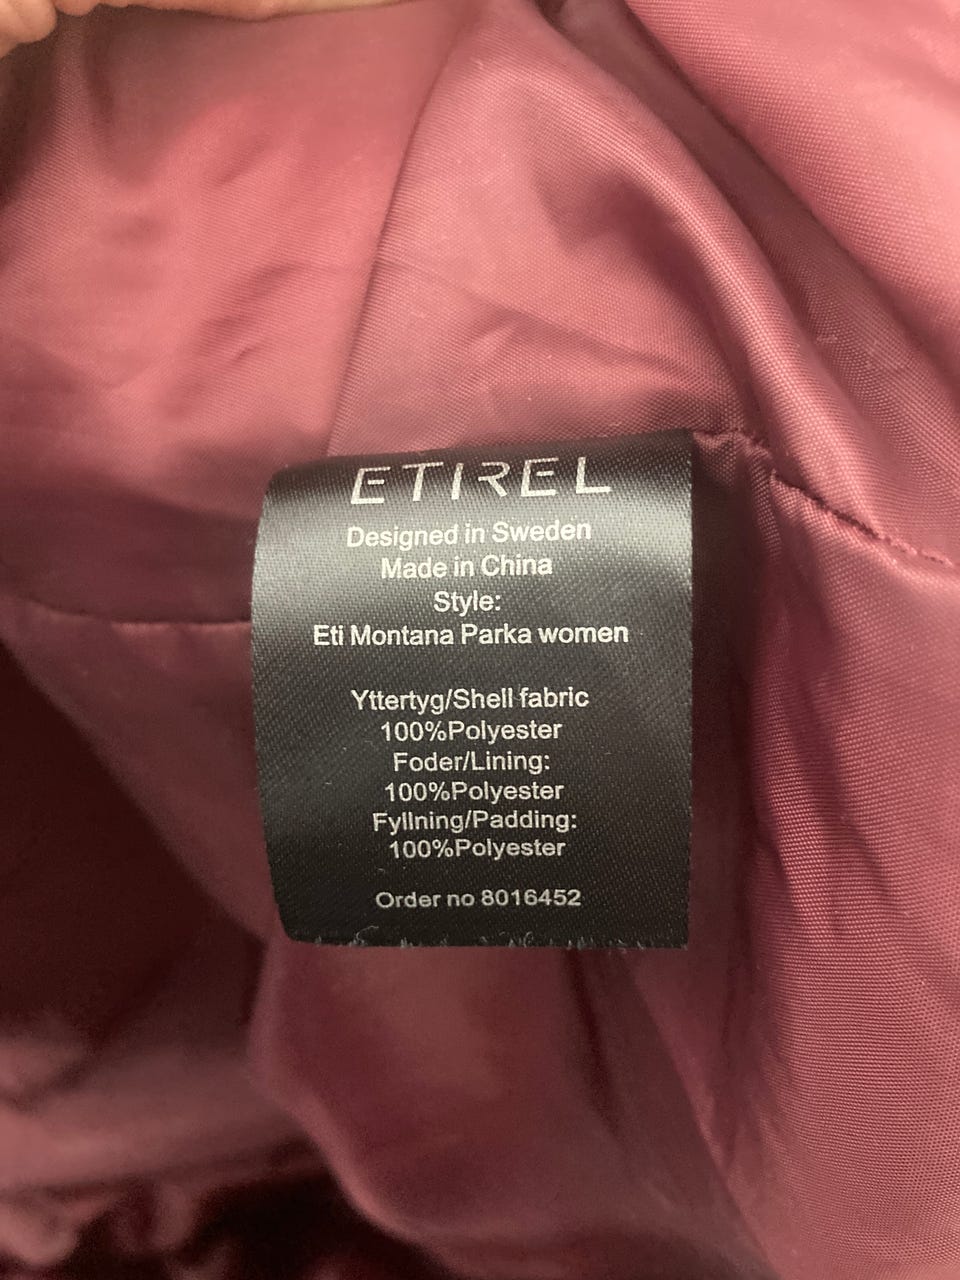 ETIREL
Designed in Sweden
Made in China
Style:
Eti Montana Parka women
Yttertyg/Shell fabric
100%Polyester
Foder/Lining:
100%Polyester
Fyllning/Padding:
100%Polyester
Order no 8016452